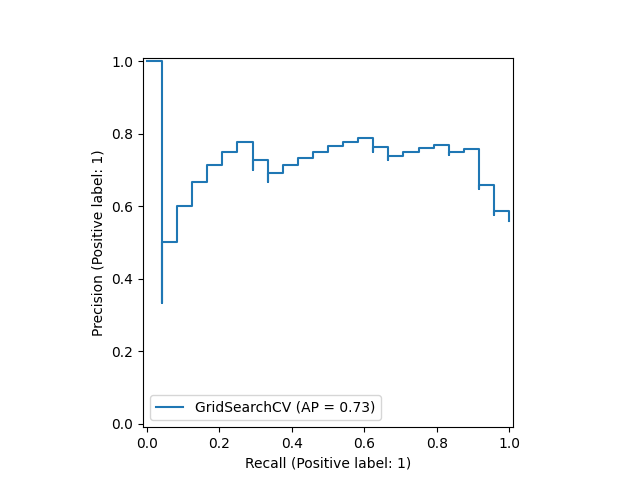 1.0
0.8
0.6
0.4
0.2
0.0
Precision (Positive label: 1)
GridSearchCV (AP = 0.73)
0.0 0.2 0.4 0.6 0.8 1.0
Recall (Positive label: 1)